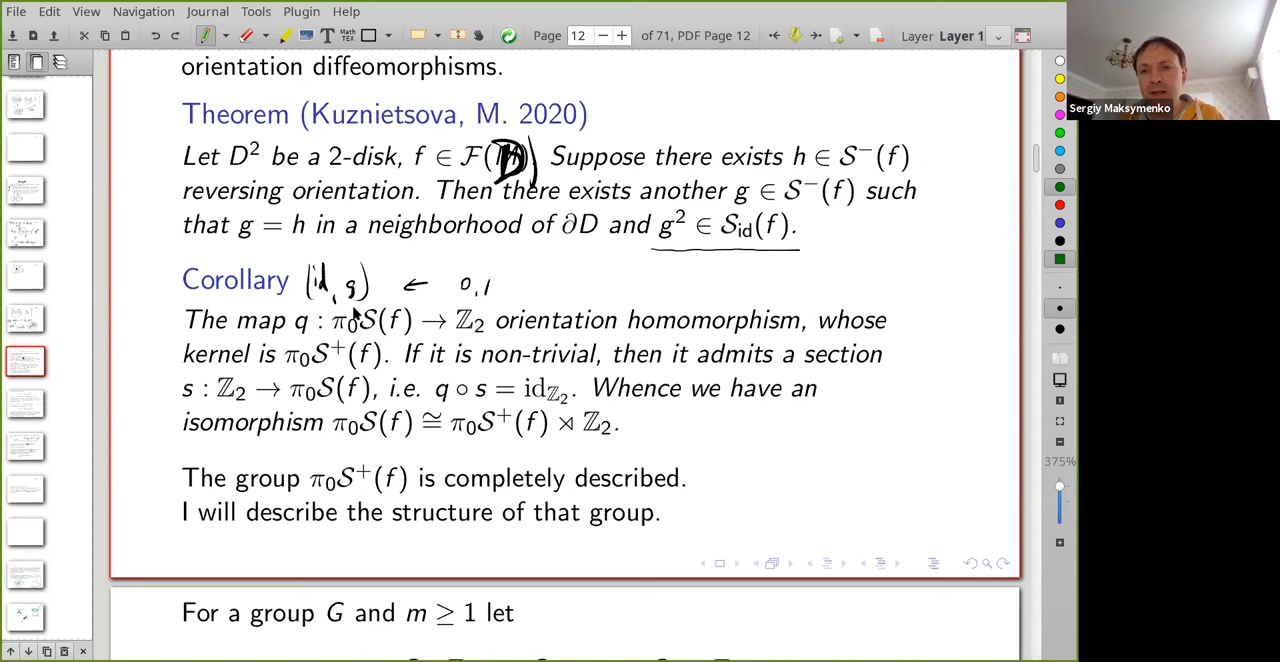 File Edit View Navigation Journal Tools Plugin Help
Page 12 of 71, PDF Page 12 Layer Layer 1
Sergiy Maksymenko
orientation diffeomorphisms.
Theorem (Kuznietsova, M. 2020)
Let D² be a 2-disk, f ∈ F(D) Suppose there exists h ∈ S⁻(f)
reversing orientation. Then there exists another g ∈ S⁻(f) such
that g = h in a neighborhood of ∂D and g² ∈ S_id(f).
Corollary (id, g) ← 0,1
The map q : π₀S(f) → Z₂ orientation homomorphism, whose
kernel is π₀S⁺(f). If it is non-trivial, then it admits a section
s : Z₂ → π₀S(f), i.e. q ∘ s = id_Z₂. Whence we have an
isomorphism π₀S(f) ≅ π₀S⁺(f) ⋊ Z₂.
375%
The group π₀S⁺(f) is completely described.
I will describe the structure of that group.
For a group G and m ≥ 1 let